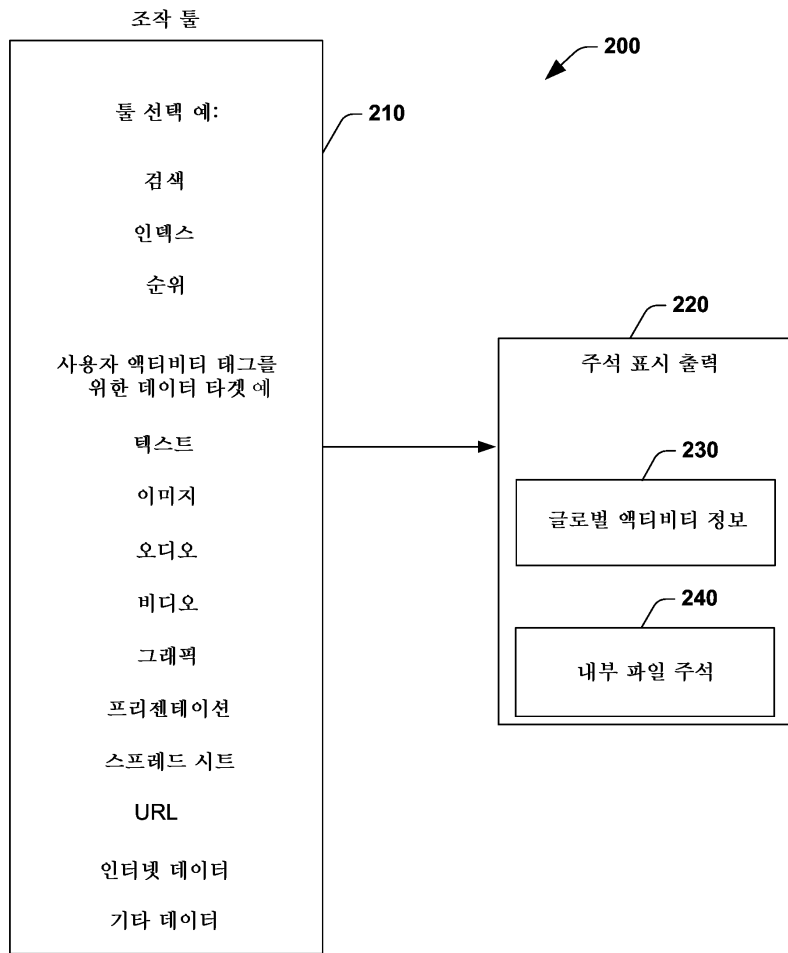 조작 툴
200
210
툴 선택 예:
검색
인덱스
순위
사용자 액티비티 태그를
위한 데이터 타겟 예
텍스트
이미지
오디오
비디오
그래픽
프리젠테이션
스프레드 시트
URL
인터넷 데이터
기타 데이터
220
주석 표시 출력
230
글로벌 액티비티 정보
240
내부 파일 주석